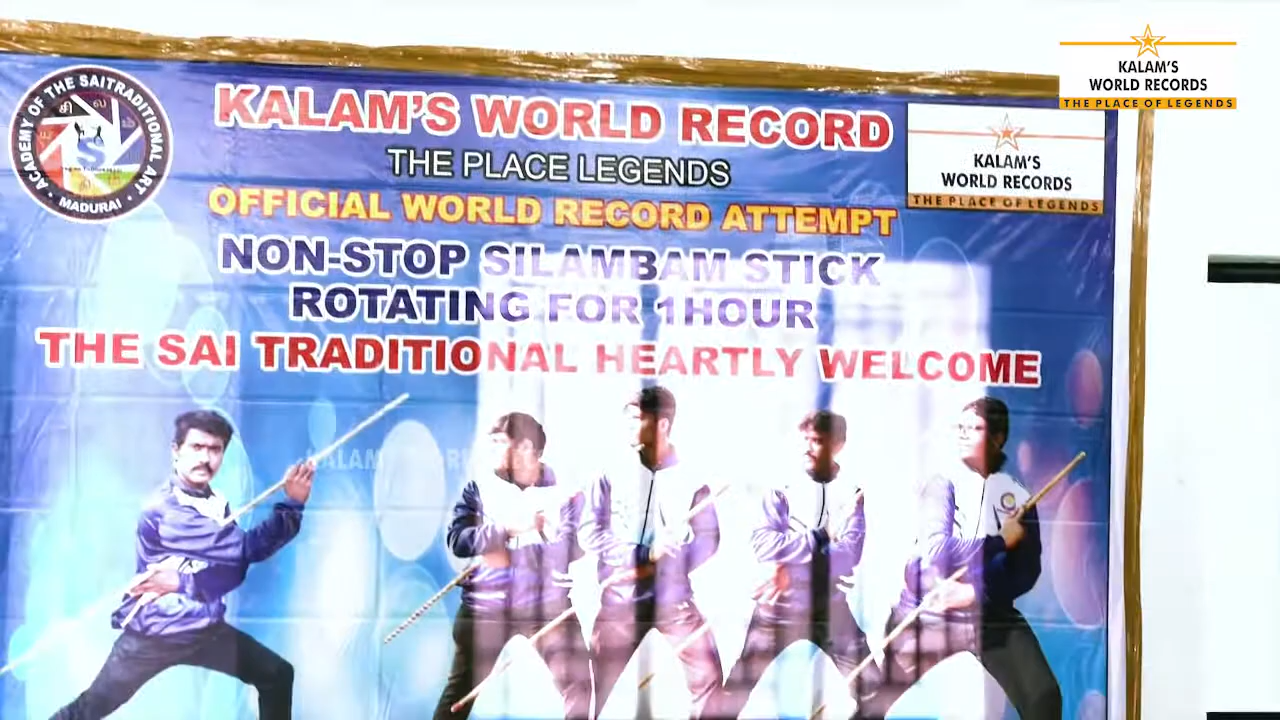 ACADEMY OF THE SAITRADITIONAL ART
MADURAI
S
KALAM'S WORLD RECORD
THE PLACE LEGENDS
OFFICIAL WORLD RECORD ATTEMPT
NON-STOP SILAMBAM STICK
ROTATING FOR 1HOUR
THE SAI TRADITIONAL HEARTLY WELCOME
KALAM'S
WORLD RECORDS
THE PLACE OF LEGENDS
KALAM'S
WORLD RECORDS
THE PLACE OF LEGENDS